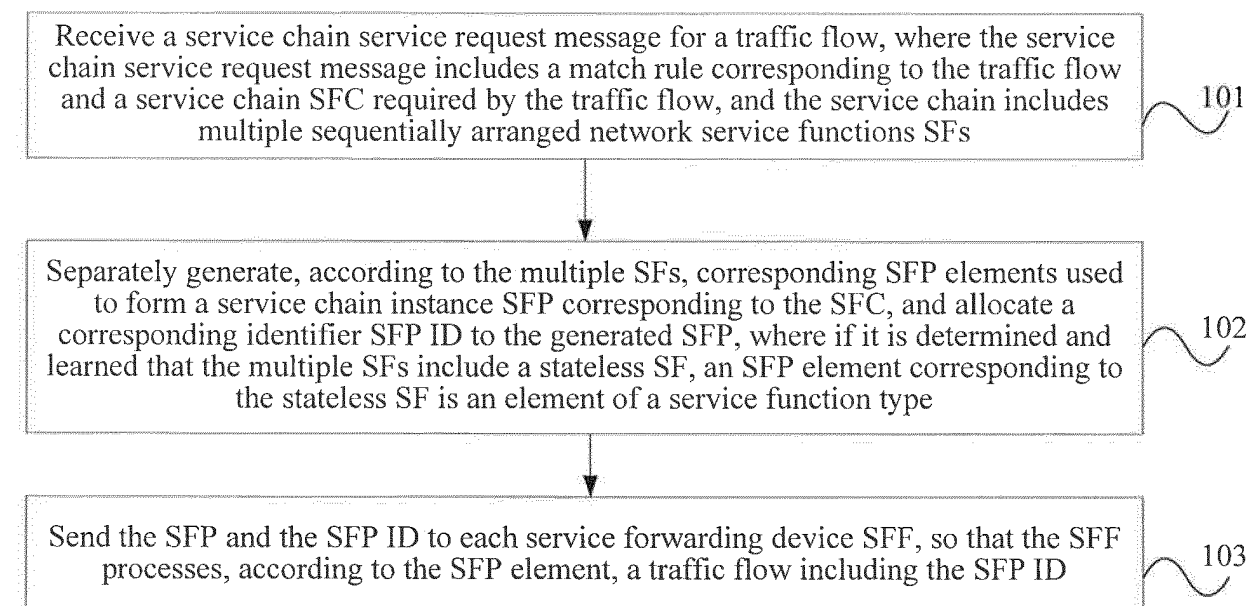 Receive a service chain service request message for a traffic flow, where the service
chain service request message includes a match rule corresponding to the traffic flow
and a service chain SFC required by the traffic flow, and the service chain includes
multiple sequentially arranged network service functions SFs
101
Separately generate, according to the multiple SFs, corresponding SFP elements used
to form a service chain instance SFP corresponding to the SFC, and allocate a
corresponding identifier SFP ID to the generated SFP, where if it is determined and
learned that the multiple SFs include a stateless SF, an SFP element corresponding to
the stateless SF is an element of a service function type
102
Send the SFP and the SFP ID to each service forwarding device SFF, so that the SFF
processes, according to the SFP element, a traffic flow including the SFP ID
103